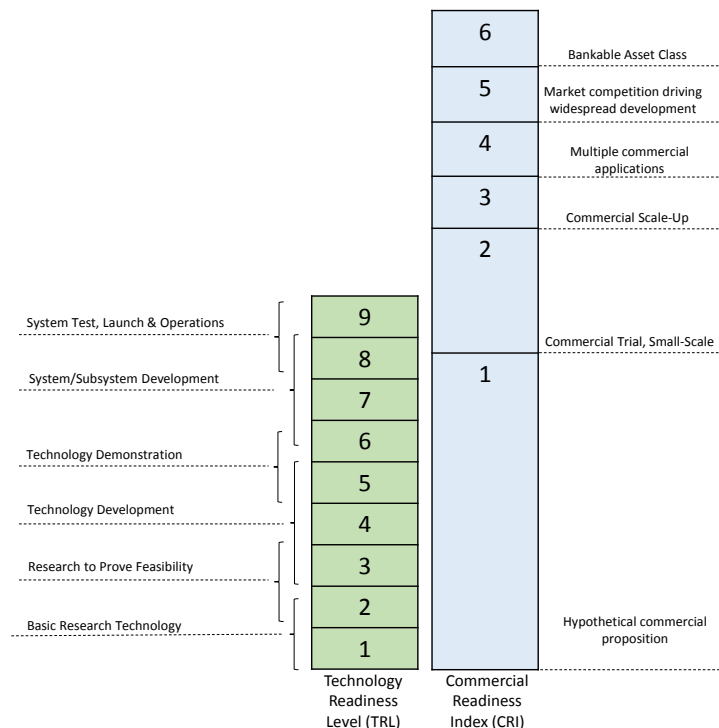 6
Bankable Asset Class
5
Market competition driving
widespread development
4
Multiple commercial
applications
3
Commercial Scale-Up
2
System Test, Launch & Operations
9
Commercial Trial, Small-Scale
8
1
System/Subsystem Development
7
6
Technology Demonstration
5
Technology Development
4
3
Research to Prove Feasibility
2
Hypothetical commercial
proposition
Basic Research Technology
1
Technology
Readiness
Level (TRL)
Commercial
Readiness
Index (CRI)